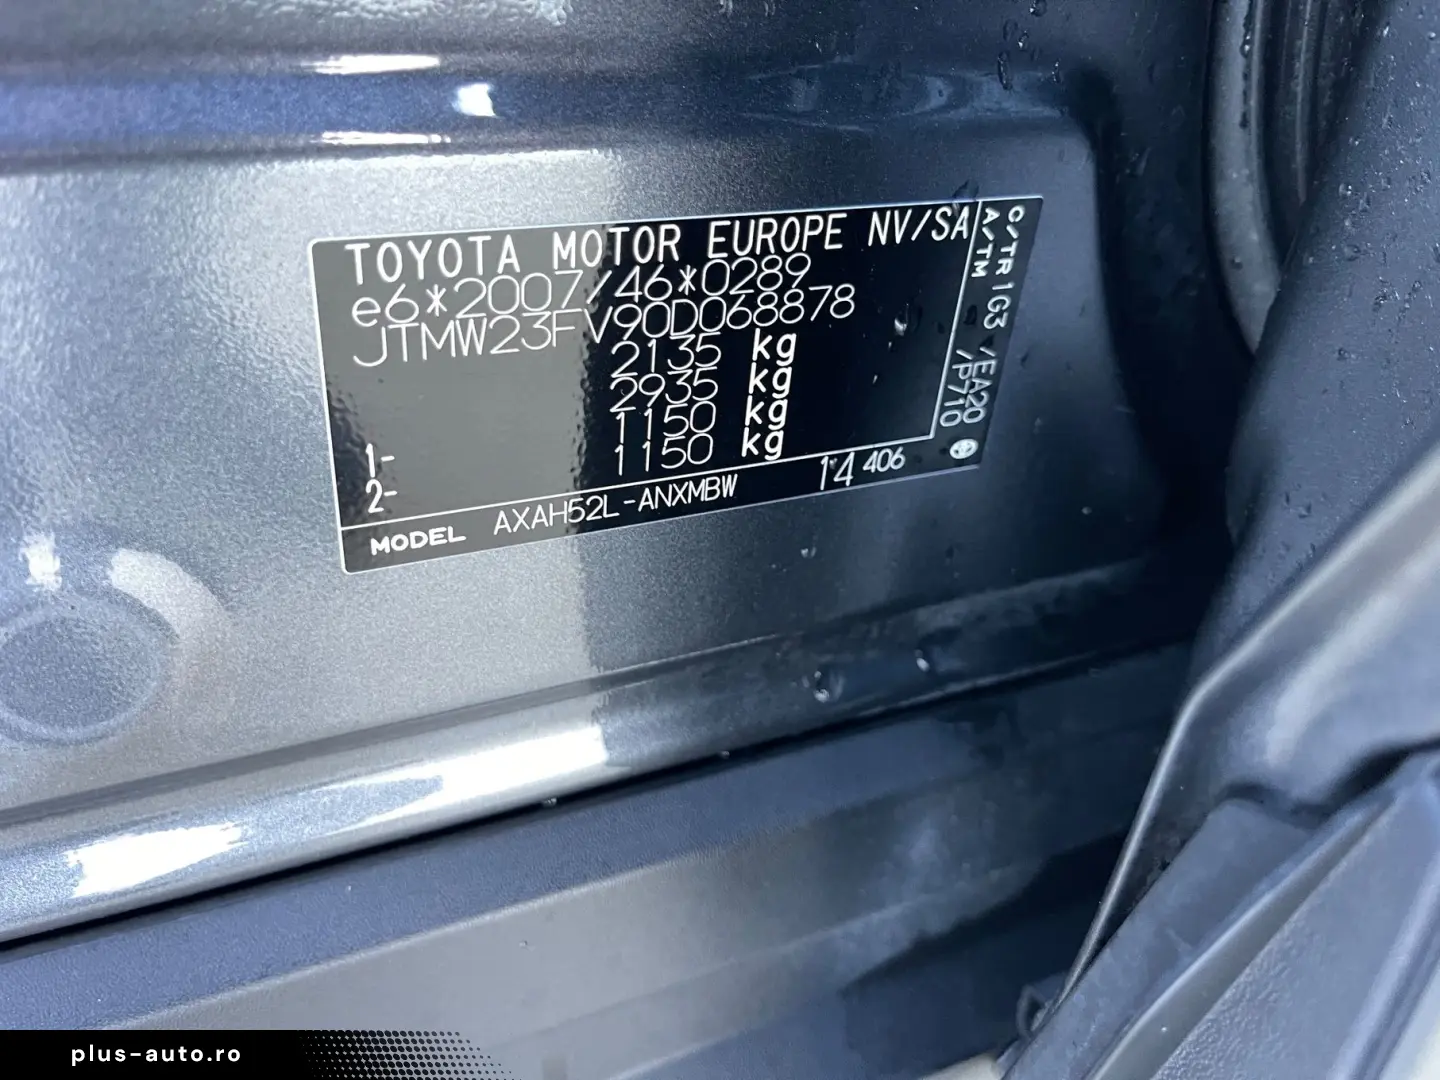 TOYOTA MOTOR EUROPE NV/SA
e6*2007/46*0289
JTMW23FV90D068878
2135 kg
2935 kg
1- 1150 kg
2- 1150 kg
MODEL AXAH52L-ANXMBW
14 406
C/TR 1G3 /EA20
A/TM /P710
plus-auto.ro